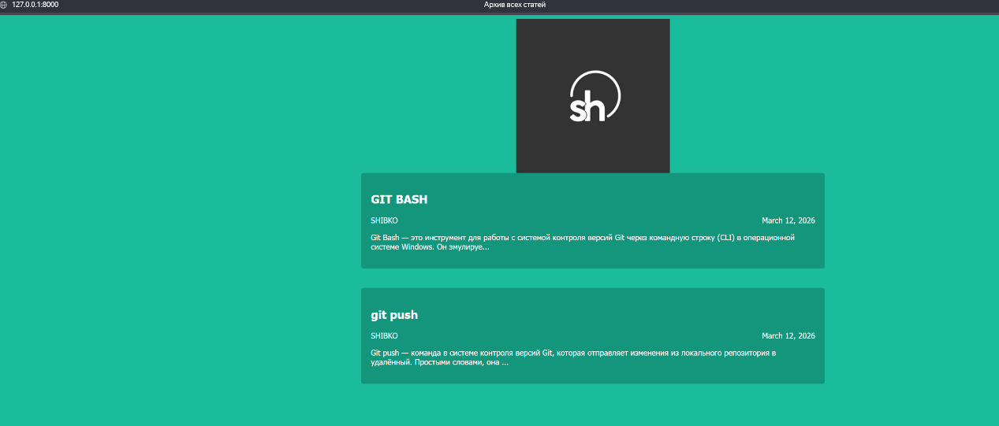 127.0.0.1:8000
Архив всех статей
sh
GIT BASH
SHIBKO
March 12, 2026
Git Bash — это инструмент для работы с системой контроля версий Git через командную строку (CLI) в операционной
системе Windows. Он эмулируе...
git push
SHIBKO
March 12, 2026
Git push — команда в системе контроля версий Git, которая отправляет изменения из локального репозитория в
удалённый. Простыми словами, она ...